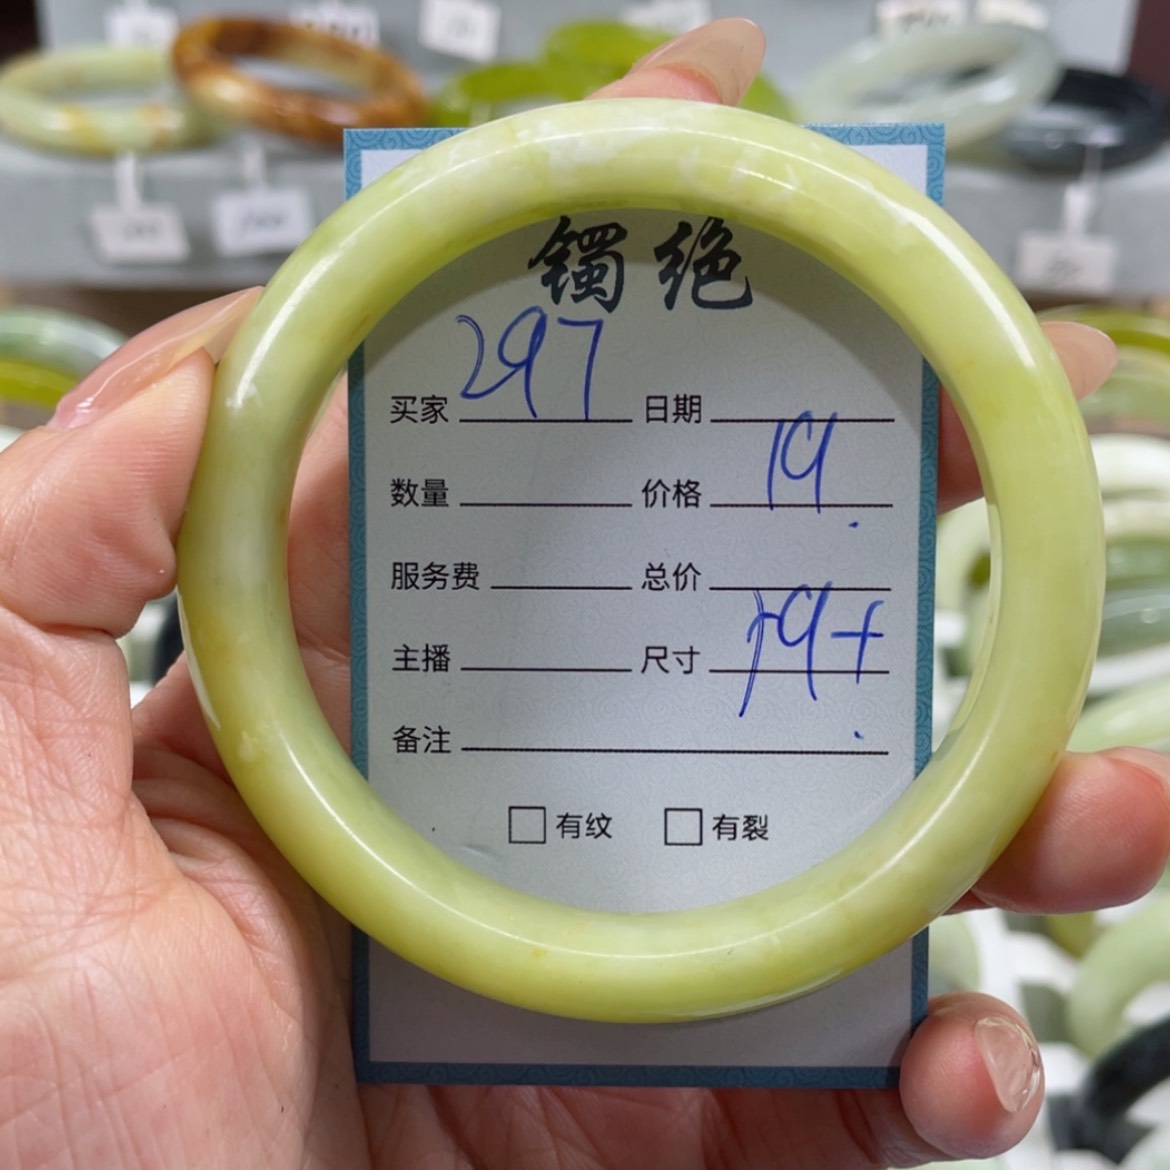 镯绝
买家 297 日期
数量 价格 19.
服务费 总价
主播 尺寸
备注
□有纹 □有裂